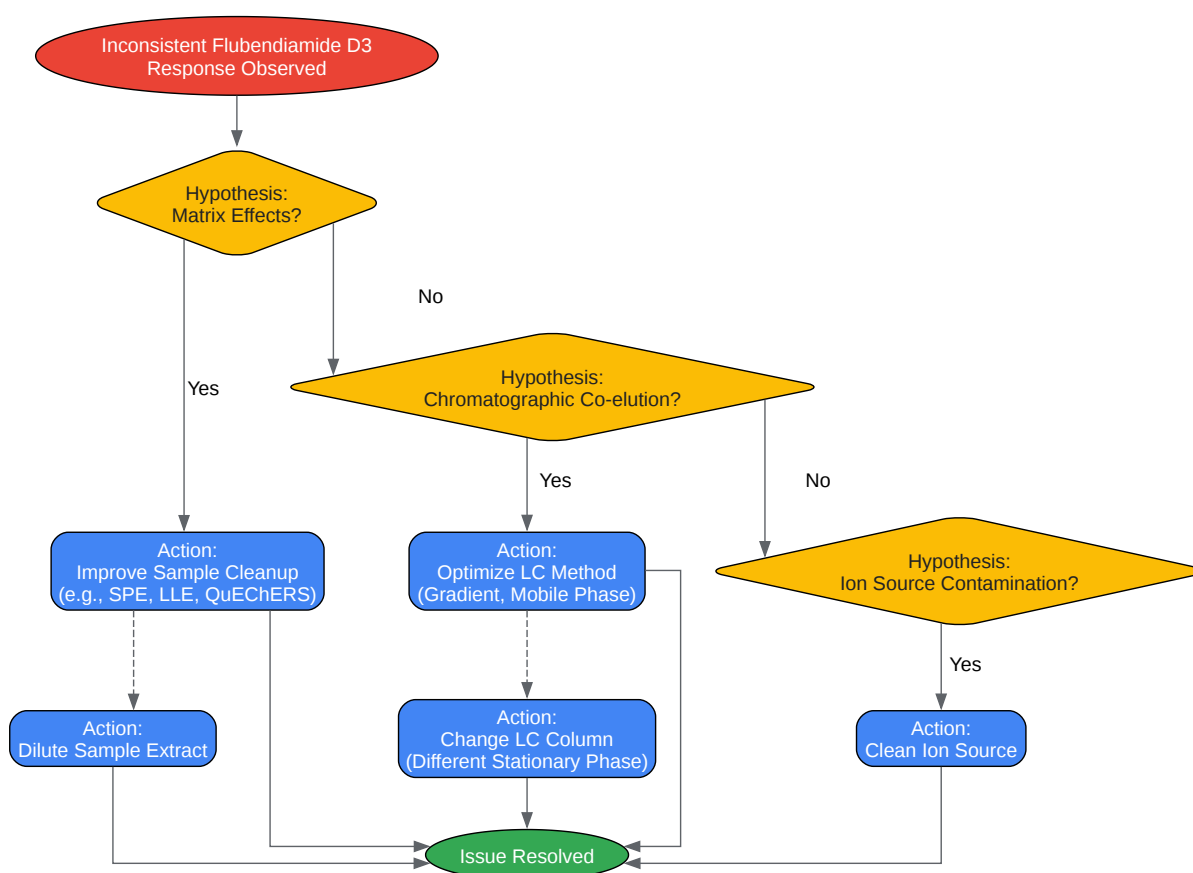 Inconsistent Flubendiamide D3
Response Observed
Hypothesis:
Matrix Effects?
No
Yes
Hypothesis:
Chromatographic Co-elution?
Yes
No
Action:
Improve Sample Cleanup
(e.g., SPE, LLE, QuEChERS)
Action:
Optimize LC Method
(Gradient, Mobile Phase)
Hypothesis:
Ion Source Contamination?
Yes
Action:
Dilute Sample Extract
Action:
Change LC Column
(Different Stationary Phase)
Action:
Clean Ion Source
Issue Resolved